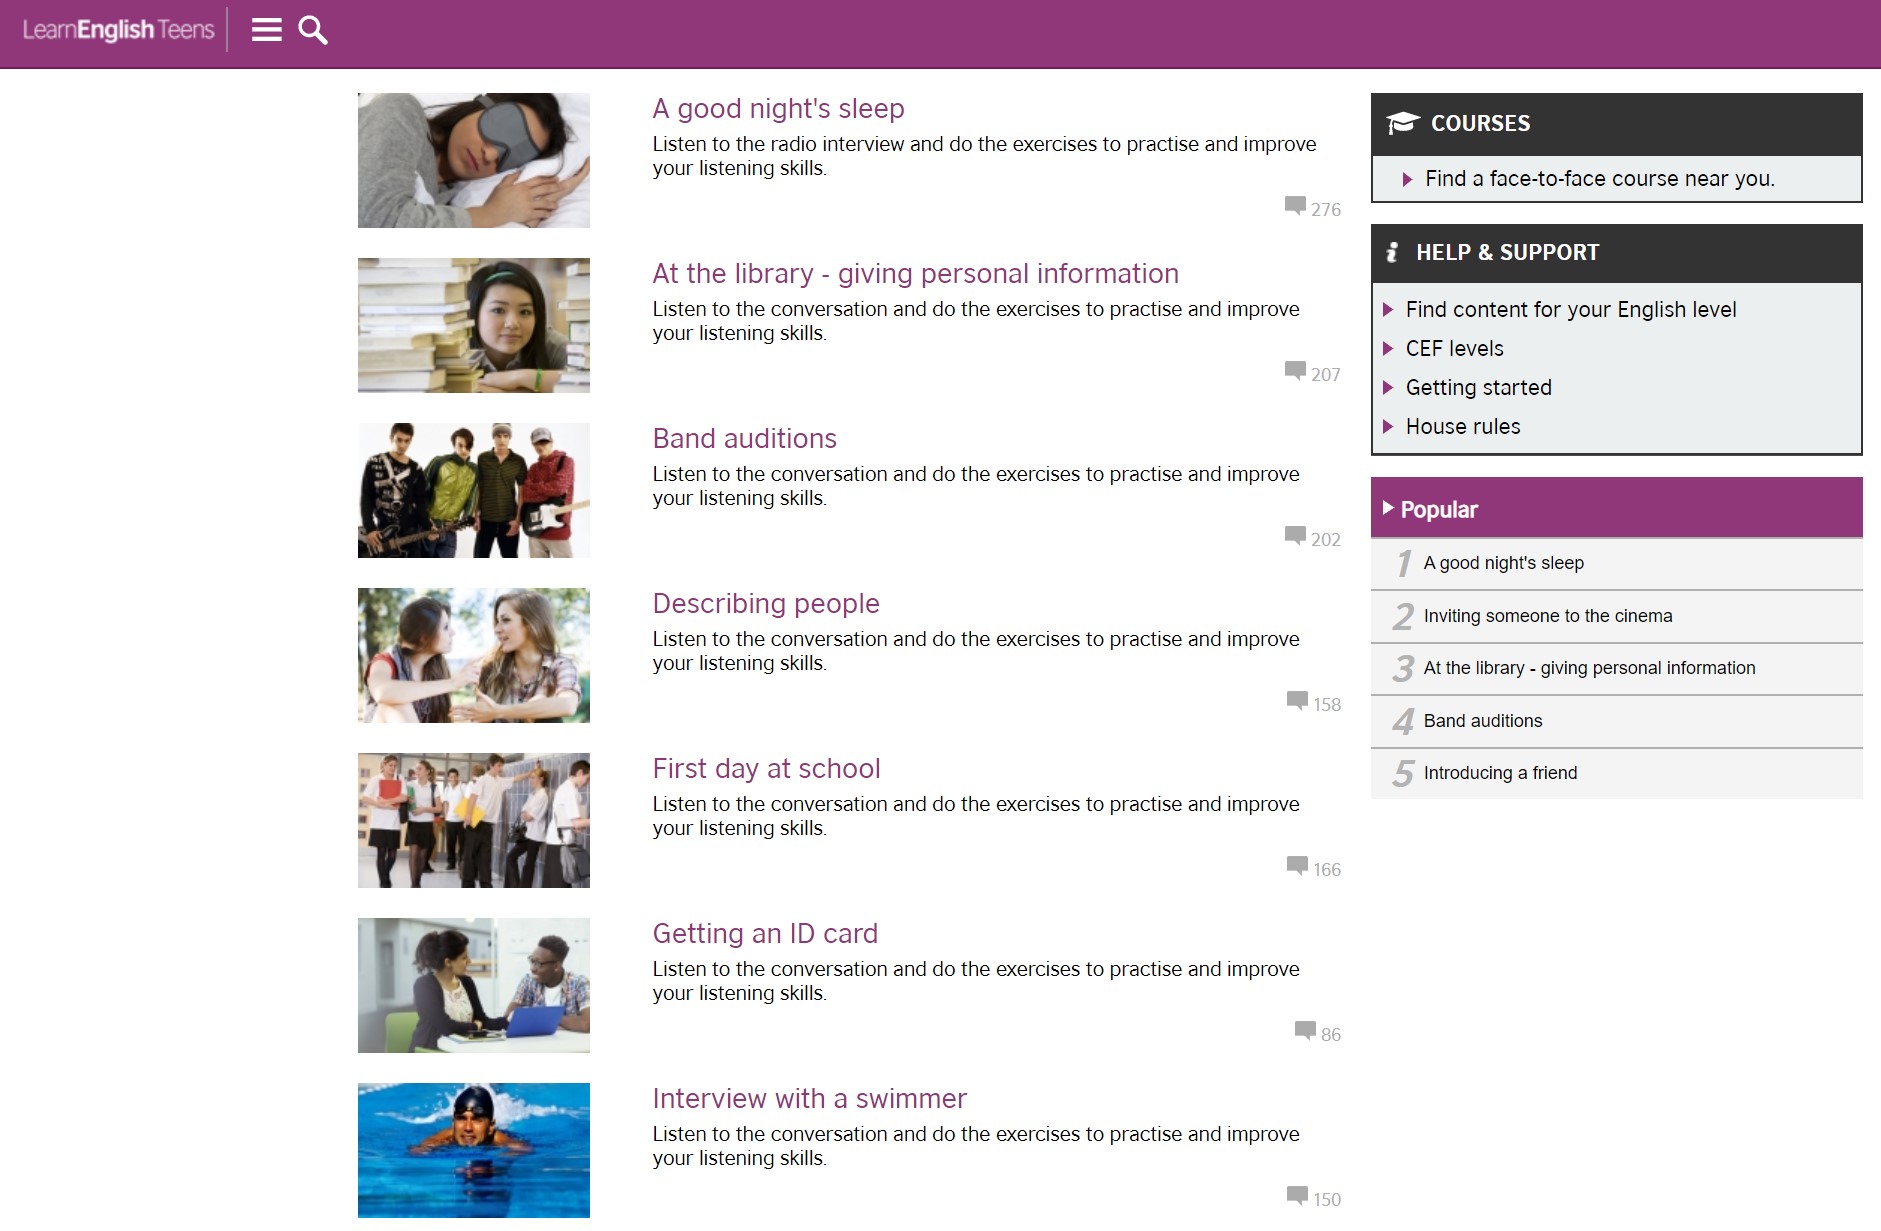 LearnEnglish Teens
A good night's sleep
Listen to the radio interview and do the exercises to practise and improve
your listening skills.
276
At the library - giving personal information
Listen to the conversation and do the exercises to practise and improve
your listening skills.
207
Band auditions
Listen to the conversation and do the exercises to practise and improve
your listening skills.
202
Describing people
Listen to the conversation and do the exercises to practise and improve
your listening skills.
158
First day at school
Listen to the conversation and do the exercises to practise and improve
your listening skills.
166
Getting an ID card
Listen to the conversation and do the exercises to practise and improve
your listening skills.
86
Interview with a swimmer
Listen to the conversation and do the exercises to practise and improve
your listening skills.
150
COURSES
Find a face-to-face course near you.
HELP & SUPPORT
Find content for your English level
CEF levels
Getting started
House rules
Popular
1 A good night's sleep
2 Inviting someone to the cinema
3 At the library - giving personal information
4 Band auditions
5 Introducing a friend